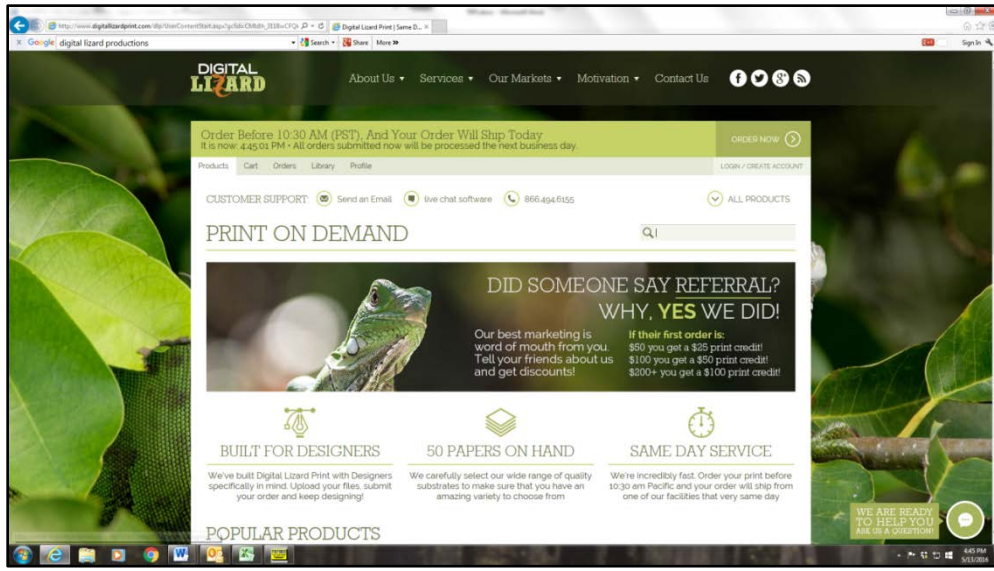 Digital Lizard Print | Same D...
Google digital lizard productions Search Share More » Sign In
DIGITAL
LIZARD
About Us Services Our Markets Motivation Contact Us
Order Before 10:30 AM (PST), And Your Order Will Ship Today
It is now: 4:45:01 PM • All orders submitted now will be processed the next business day.
ORDER NOW
Products Cart Orders Library Profile
LOGIN / CREATE ACCOUNT
CUSTOMER SUPPORT: Send an Email live chat software 866.494.6155
ALL PRODUCTS
PRINT ON DEMAND
DID SOMEONE SAY REFERRAL?
WHY, YES WE DID!
Our best marketing is
word of mouth from you.
Tell your friends about us
and get discounts!
If their first order is:
$50 you get a $25 print credit!
$100 you get a $50 print credit!
$200+ you get a $100 print credit!
BUILT FOR DESIGNERS
We've built Digital Lizard Print with Designers
specifically in mind. Upload your files, submit
your order and keep designing!
50 PAPERS ON HAND
We carefully select our wide range of quality
substrates to make sure that you have an
amazing variety to choose from
SAME DAY SERVICE
We're incredibly fast. Order your print before
10:30 am Pacific and your order will ship from
one of our facilities that very same day
POPULAR PRODUCTS
WE ARE READY
TO HELP YOU
ASK US A QUESTION!
4:45 PM
5/13/2016